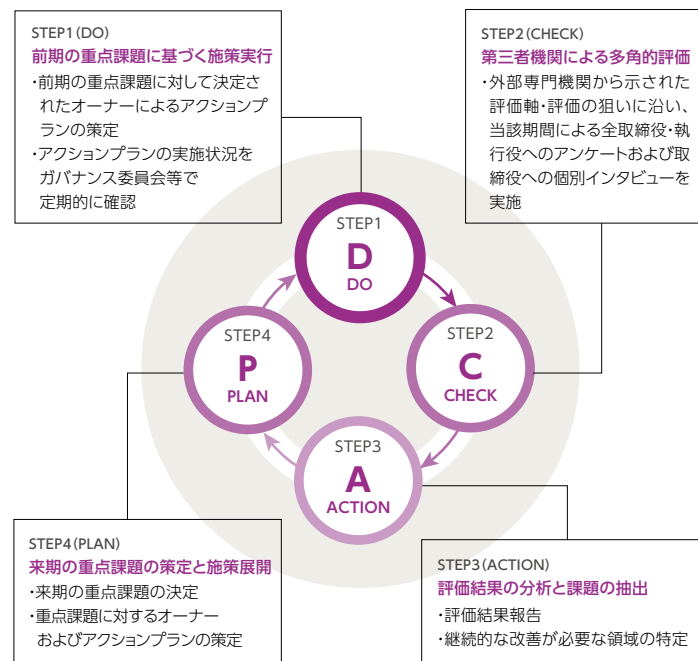 STEP1(DO)
前期の重点課題に基づく施策実行
・前期の重点課題に対して決定さ
れたオーナーによるアクションプ
ランの策定
・アクションプランの実施状況を
ガバナンス委員会等で
定期的に確認
STEP2(CHECK)
第三者機関による多角的評価
・外部専門機関から示された
評価軸・評価の狙いに沿い、
当該期間による全取締役・執
行役へのアンケートおよび取
締役への個別インタビューを
実施
STEP1
D
DO
STEP2
C
CHECK
STEP3
A
ACTION
STEP4
P
PLAN
STEP4(PLAN)
来期の重点課題の策定と施策展開
・来期の重点課題の決定
・重点課題に対するオーナー
およびアクションプランの策定
STEP3(ACTION)
評価結果の分析と課題の抽出
・評価結果報告
・継続的な改善が必要な領域の特定